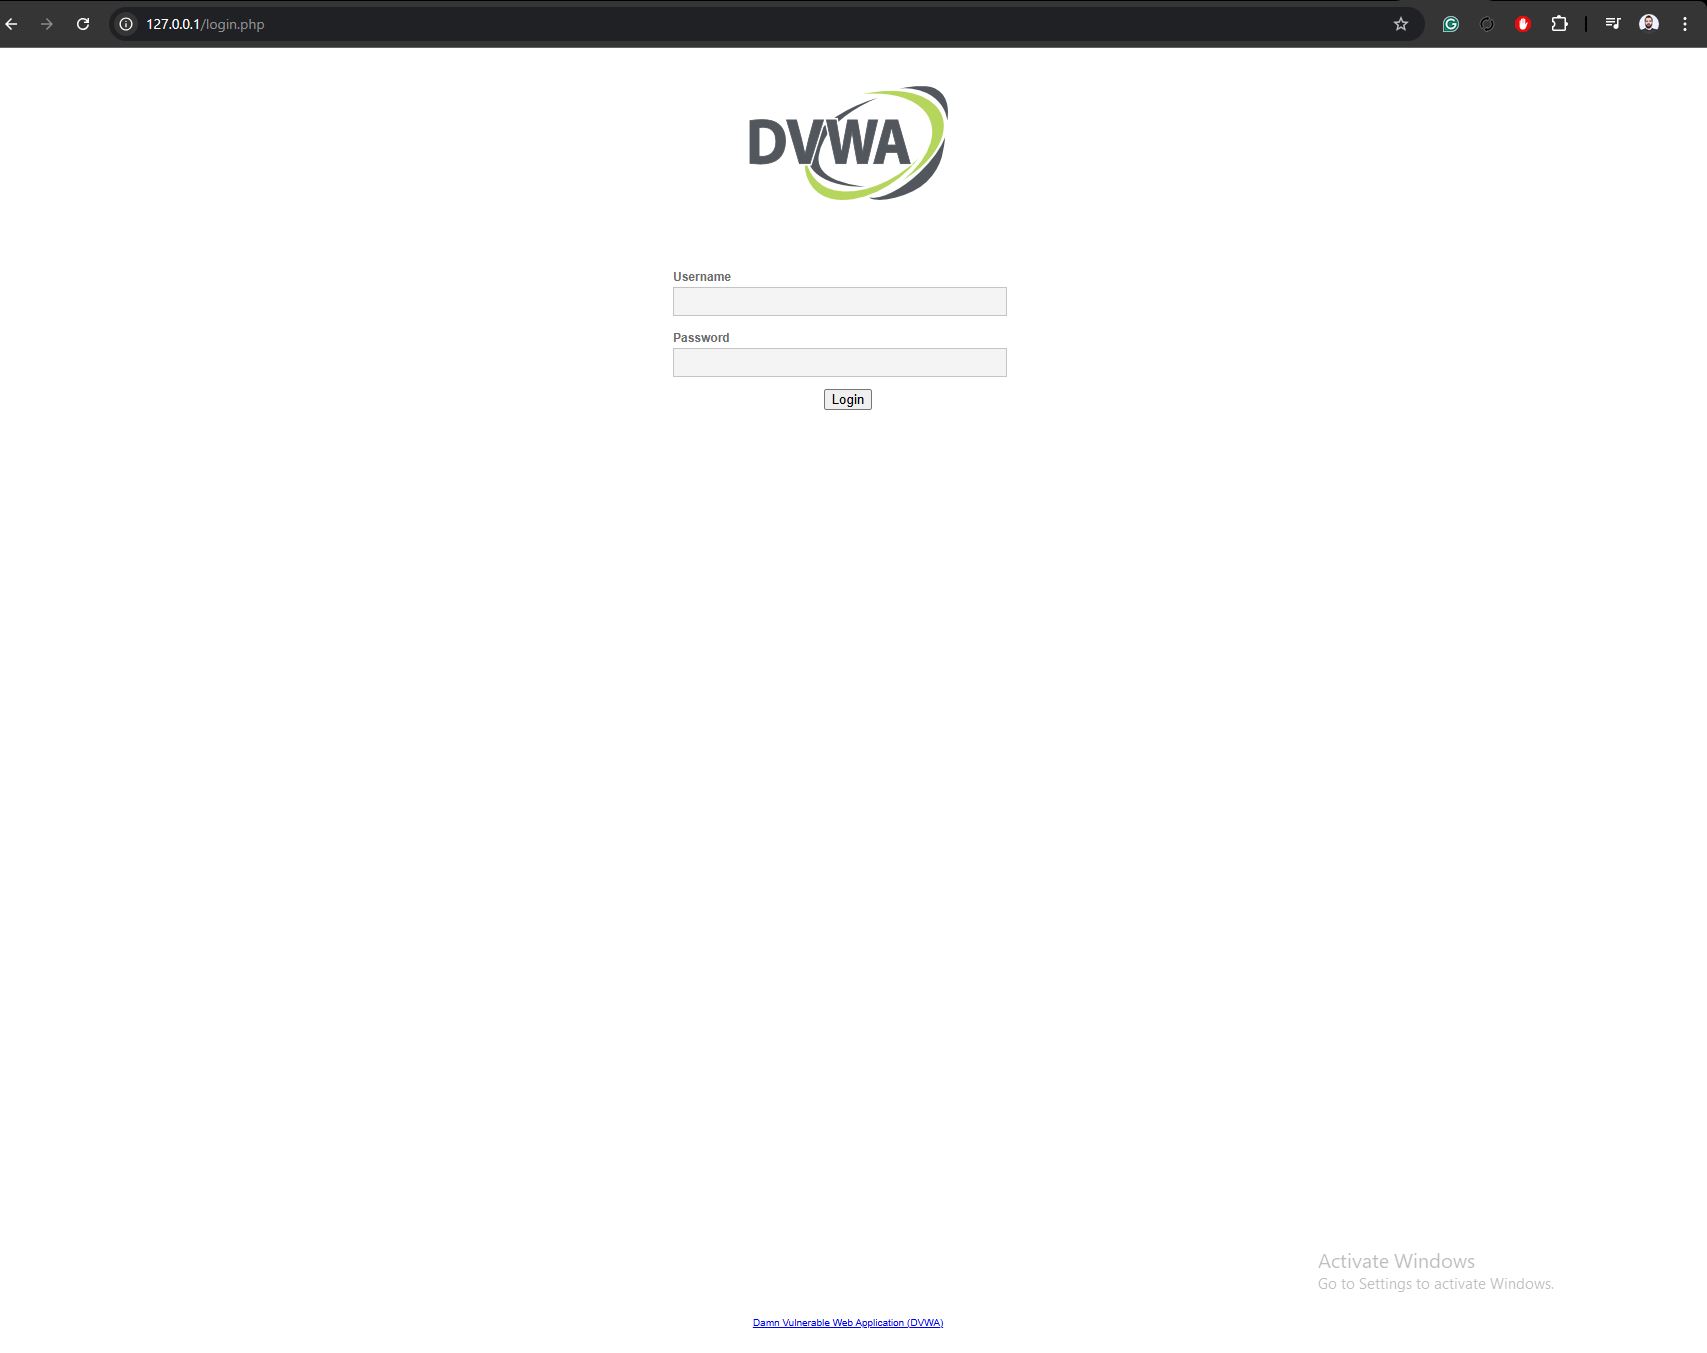 127.0.0.1/login.php
DVWA
Username
Password
Login
Activate Windows
Go to Settings to activate Windows.
Damn Vulnerable Web Application (DVWA)